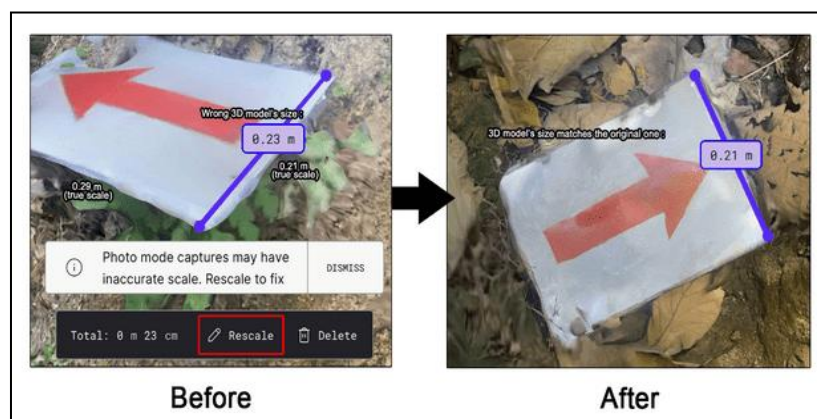 Wrong 3D model's size :
0.23 m
0.21 m
(true scale)
0.29 m
(true scale)
Photo mode captures may have
inaccurate scale. Rescale to fix
DISMISS
Total: 0 m 23 cm
Rescale
Delete
Before
3D model's size matches the original one :
0.21 m
After